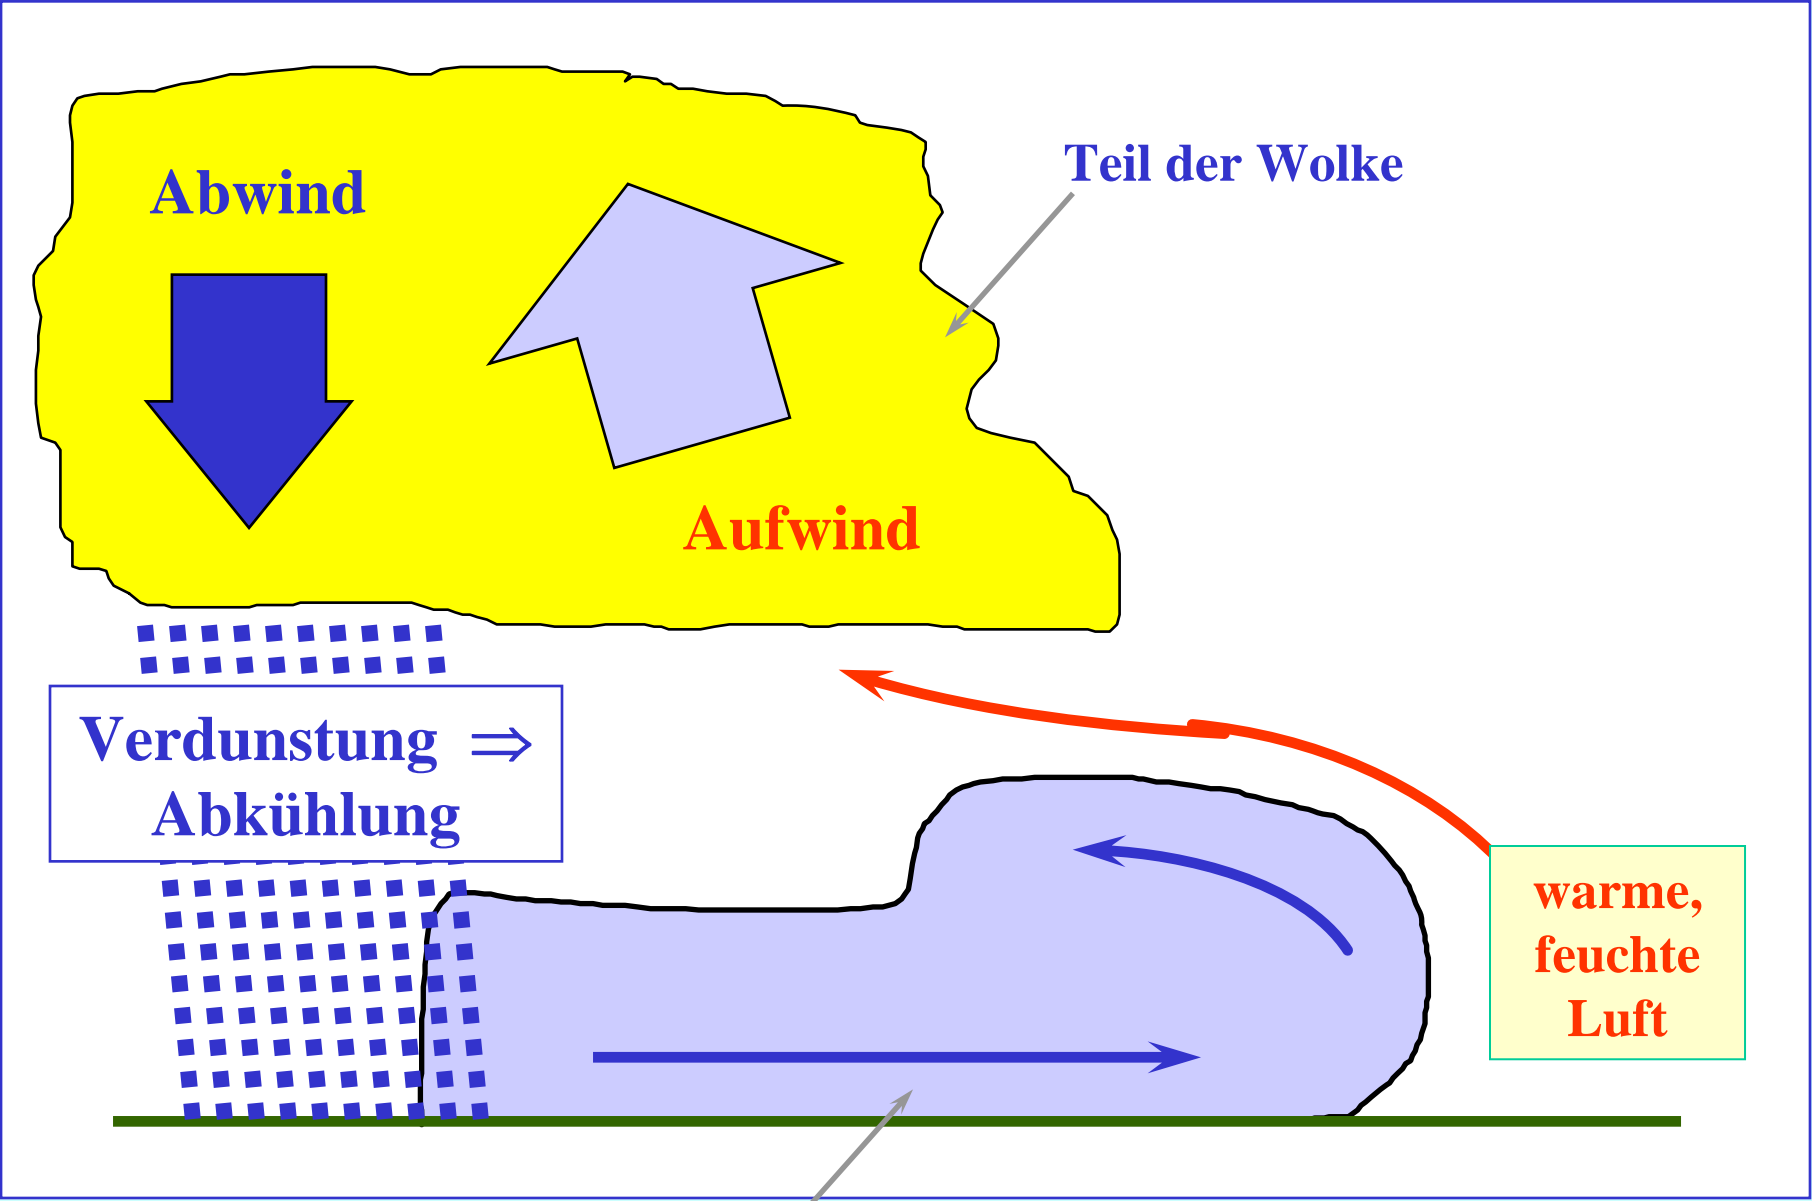 Teil der Wolke
Abwind
Aufwind
Verdunstung ⇒
Abkühlung
warme,
feuchte
Luft